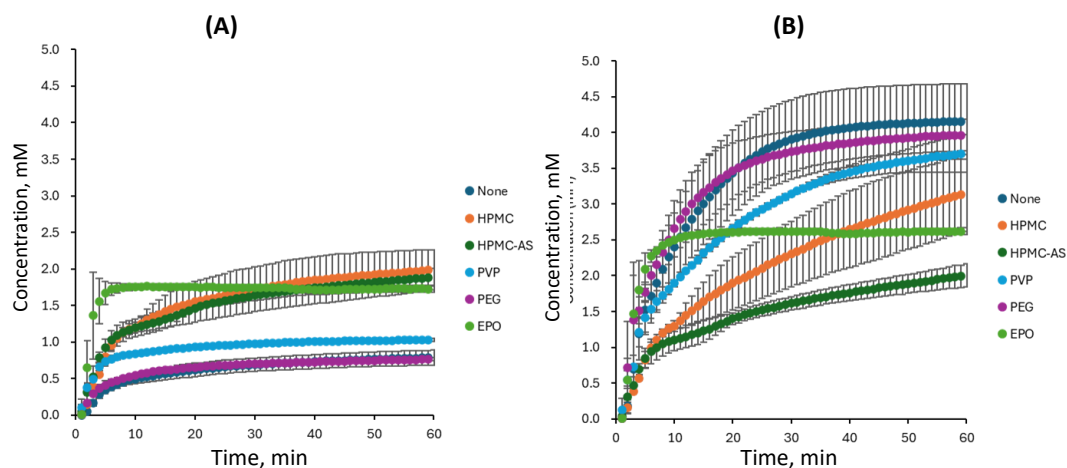 (A)
5.0
4.5
4.0
3.5
3.0
2.5
2.0
1.5
1.0
0.5
0.0
Concentration, mM
0 10 20 30 40 50 60
Time, min
None
HPMC
HPMC-AS
PVP
PEG
EPO
(B)
5.0
4.5
4.0
3.5
3.0
2.5
2.0
1.5
1.0
0.5
0.0
Concentration, mM
0 10 20 30 40 50 60
Time, min
None
HPMC
HPMC-AS
PVP
PEG
EPO